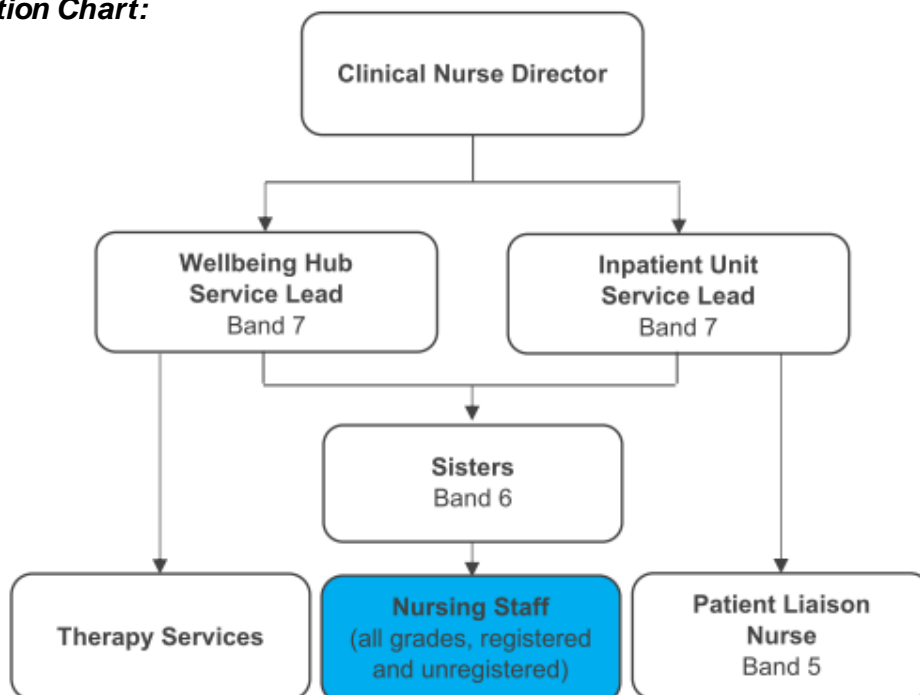 tion Chart:
Clinical Nurse Director
Wellbeing Hub
Service Lead
Band 7
Inpatient Unit
Service Lead
Band 7
Sisters
Band 6
Therapy Services
Nursing Staff
(all grades, registered
and unregistered)
Patient Liaison
Nurse
Band 5